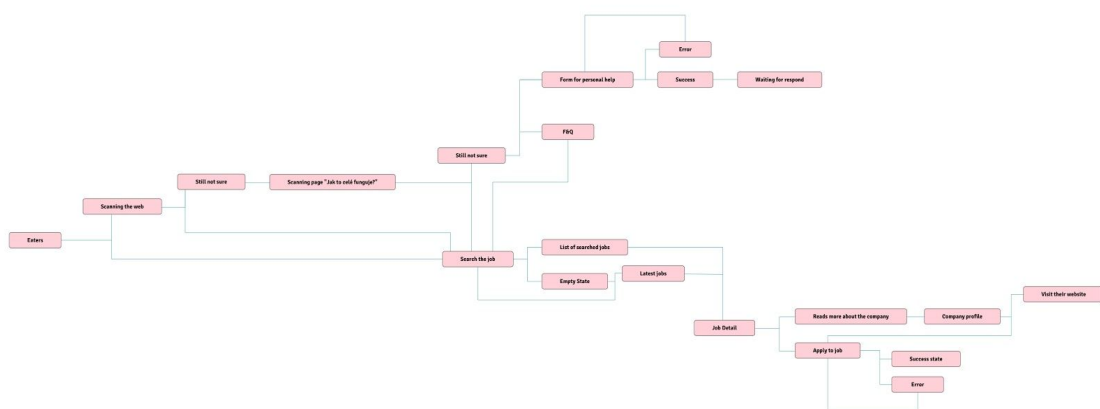 Error
Form for personal help
Success
Waiting for respond
F&Q
Still not sure
Still not sure
Scanning page "Jak to celé funguje?"
Scanning the web
Enters
List of searched jobs
Search the job
Latest jobs
Empty State
Visit their website
Reads more about the company
Company profile
Job Detail
Apply to job
Success state
Error